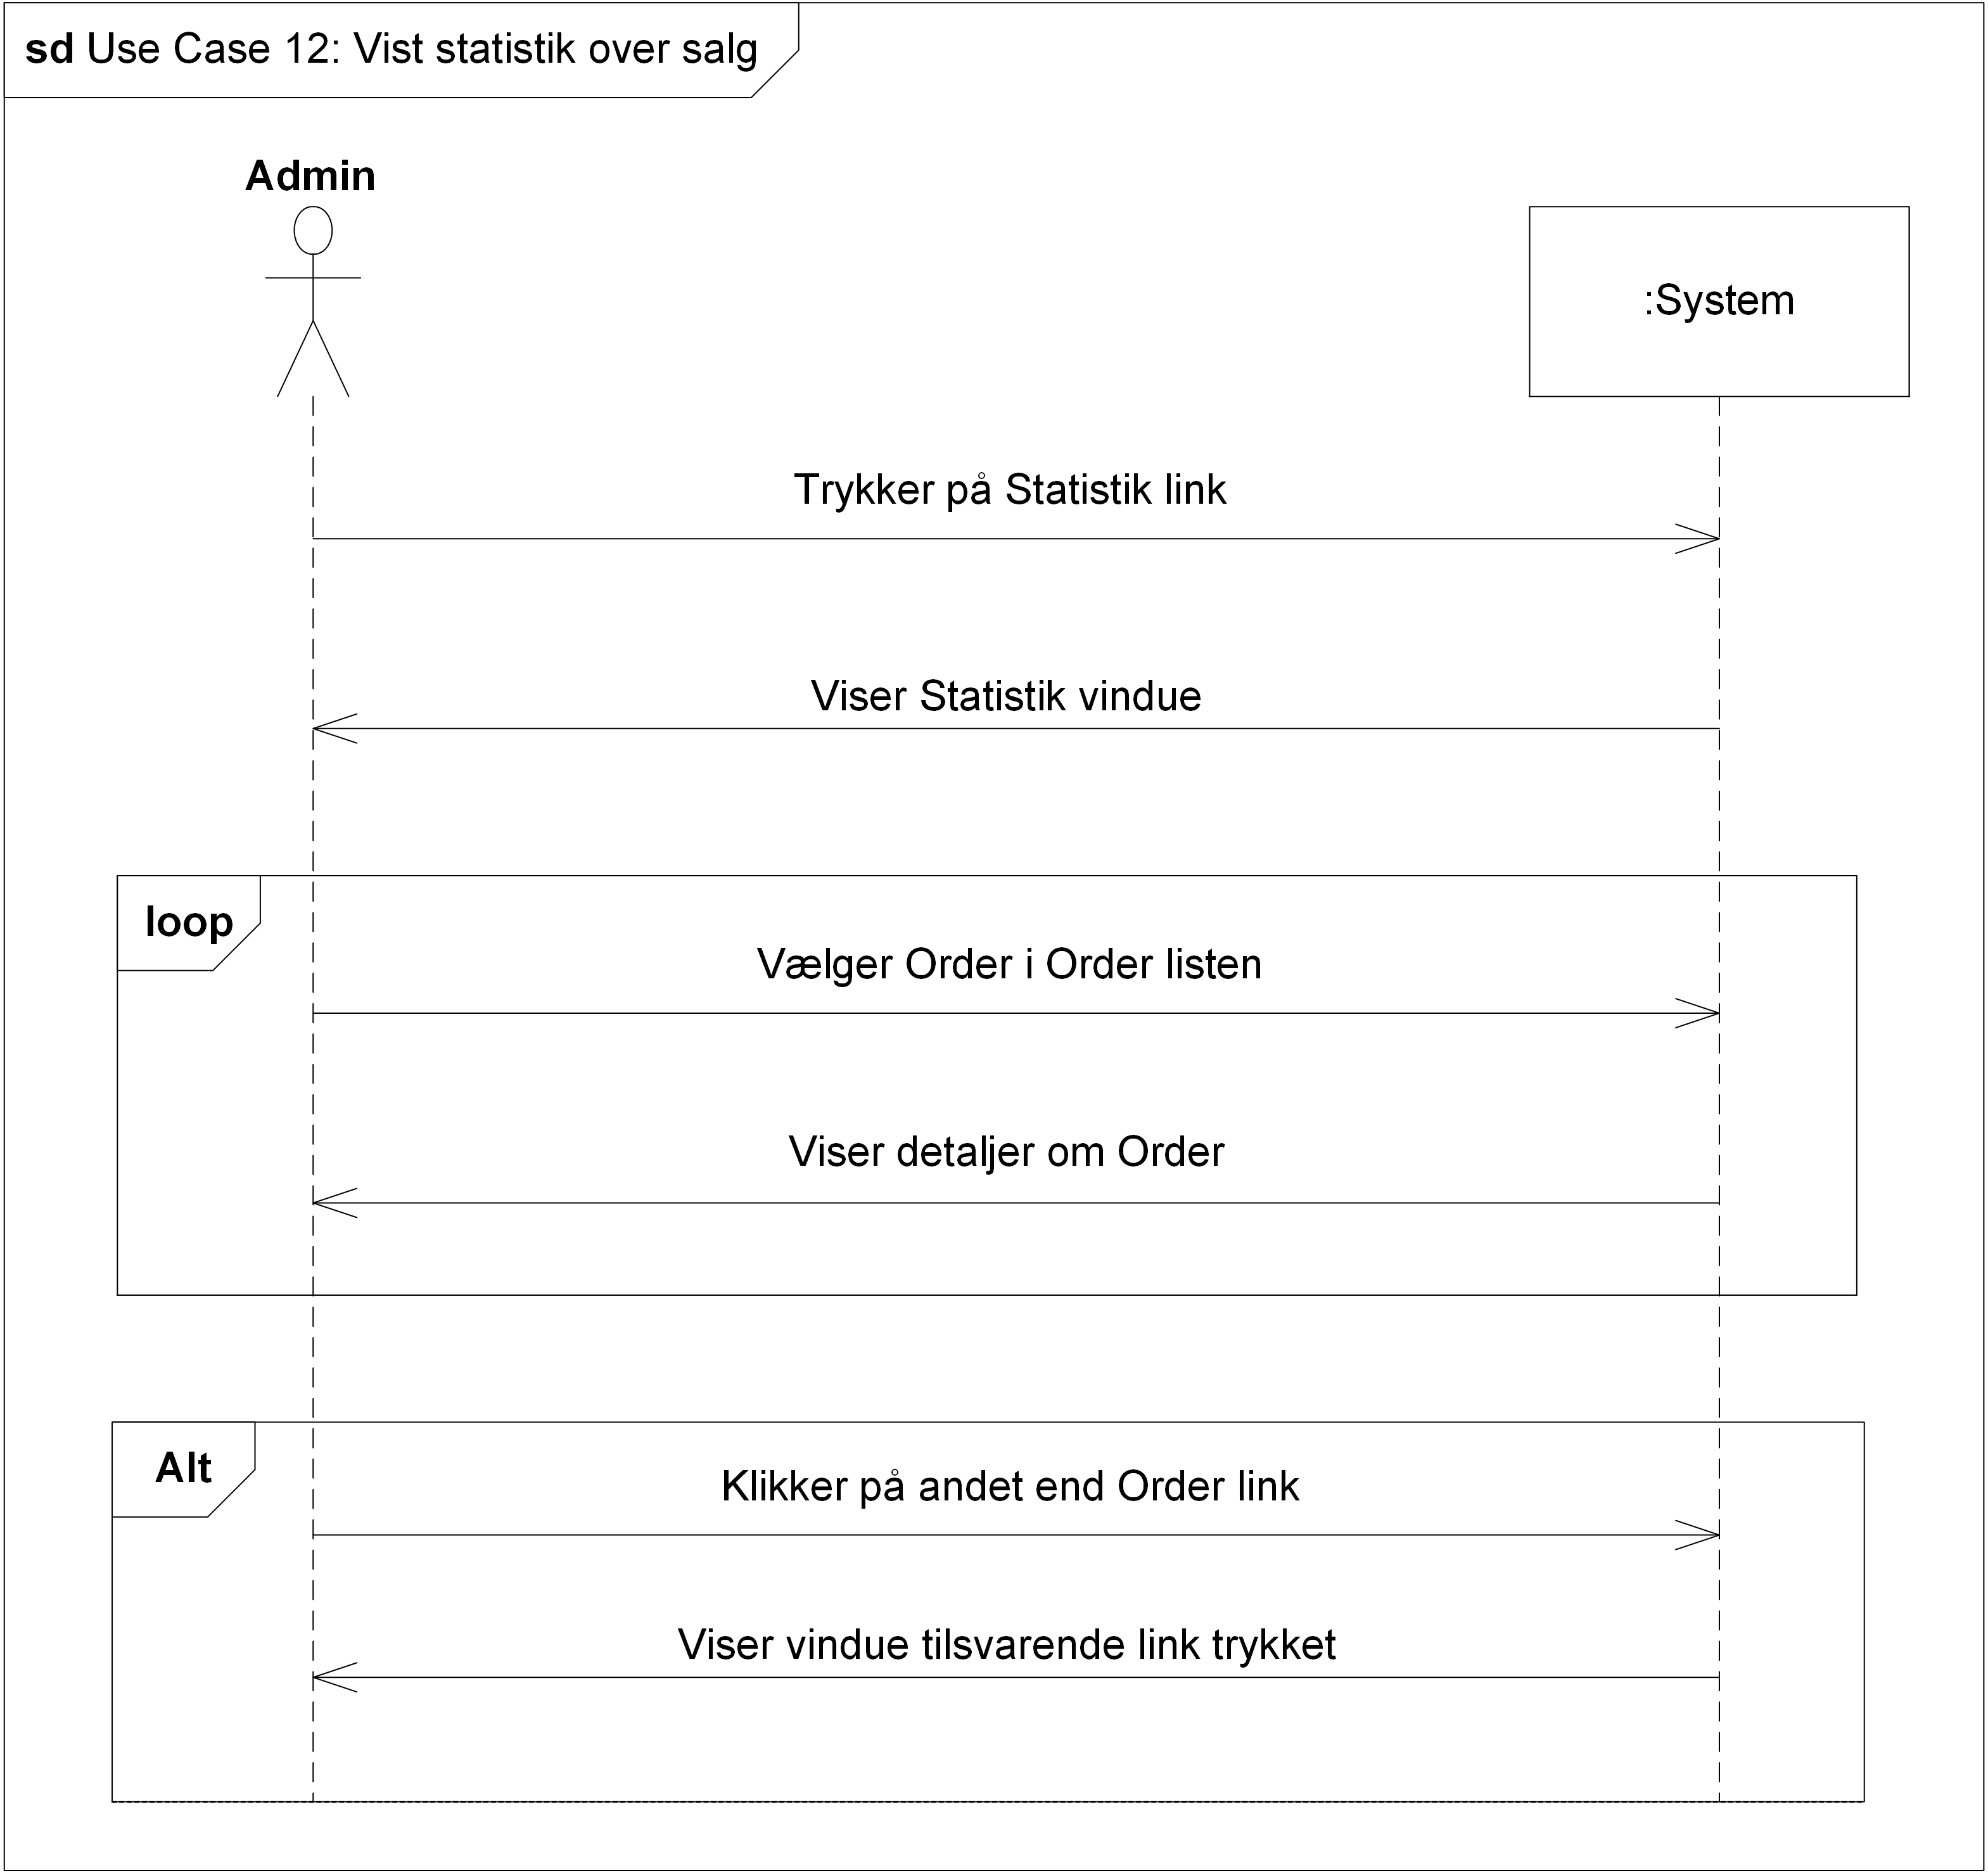 sd Use Case 12: Vist statistik over salg
Admin
:System
Trykker på Statistik link
Viser Statistik vindue
loop
Vælger Order i Order listen
Viser detaljer om Order
Alt
Klikker på andet end Order link
Viser vindue tilsvarende link trykket